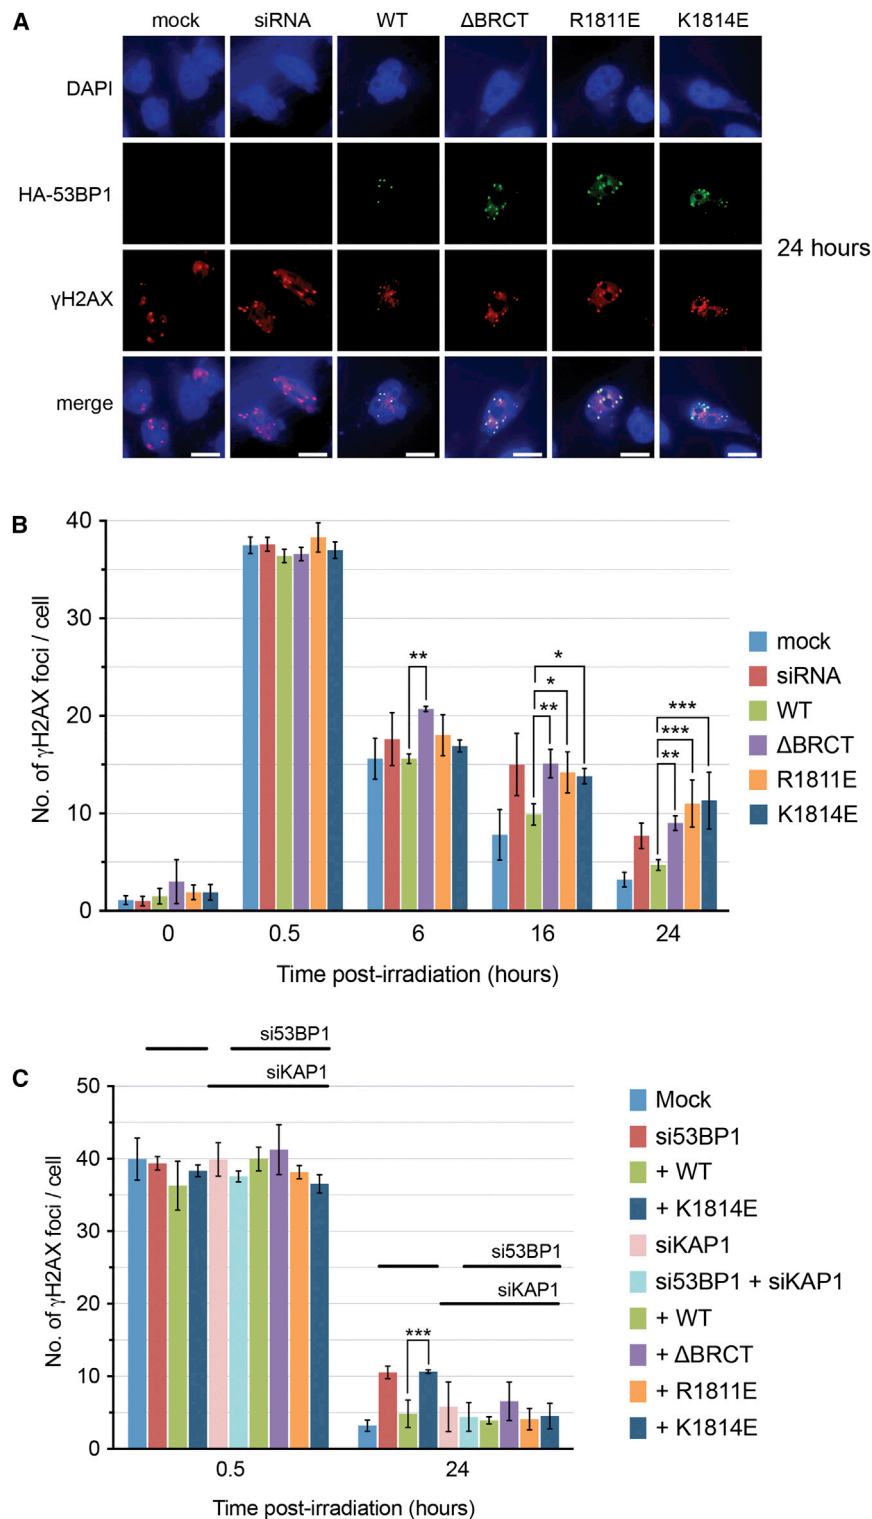 A
mock siRNA WT ΔBRCT R1811E K1814E
DAPI
HA-53BP1
24 hours
γH2AX
merge
B
40
30
20
10
0
No. of γH2AX foci / cell
**
**
*
*
**
***
***
0 0.5 6 16 24
Time post-irradiation (hours)
mock
siRNA
WT
ΔBRCT
R1811E
K1814E
C
si53BP1
siKAP1
50
40
30
20
10
0
No. of γH2AX foci / cell
si53BP1
siKAP1
***
0.5 24
Time post-irradiation (hours)
Mock
si53BP1
+ WT
+ K1814E
siKAP1
si53BP1 + siKAP1
+ WT
+ ΔBRCT
+ R1811E
+ K1814E